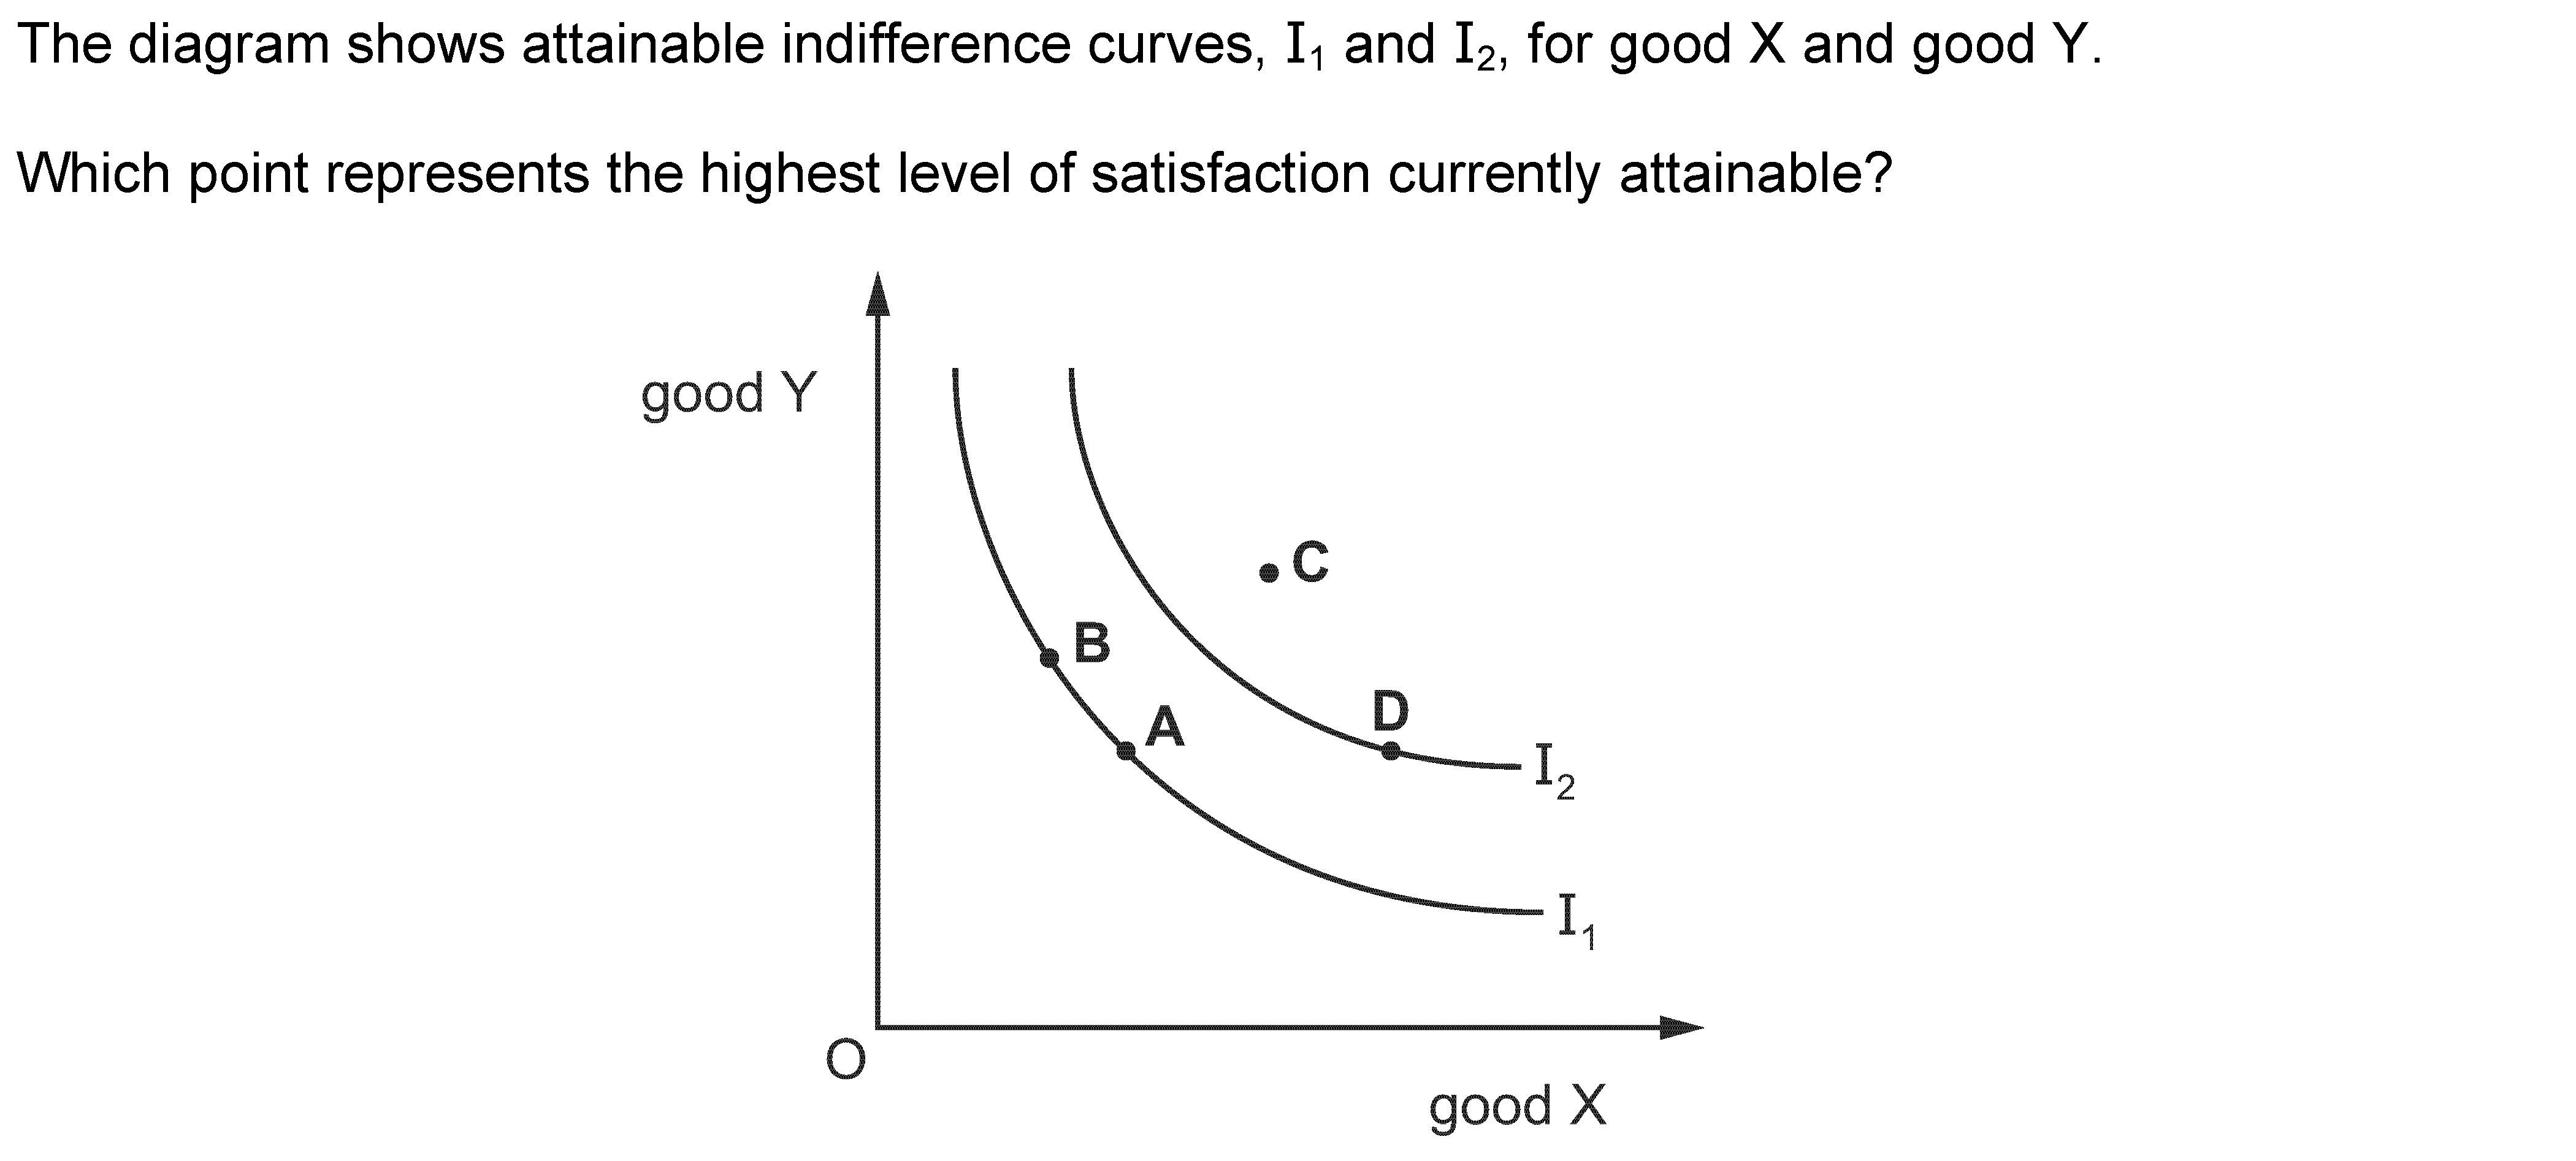 The diagram shows attainable indifference curves, I₁ and I₂, for good X and good Y.
Which point represents the highest level of satisfaction currently attainable?
good Y
C
B
A
D
I₂
I₁
O
good X